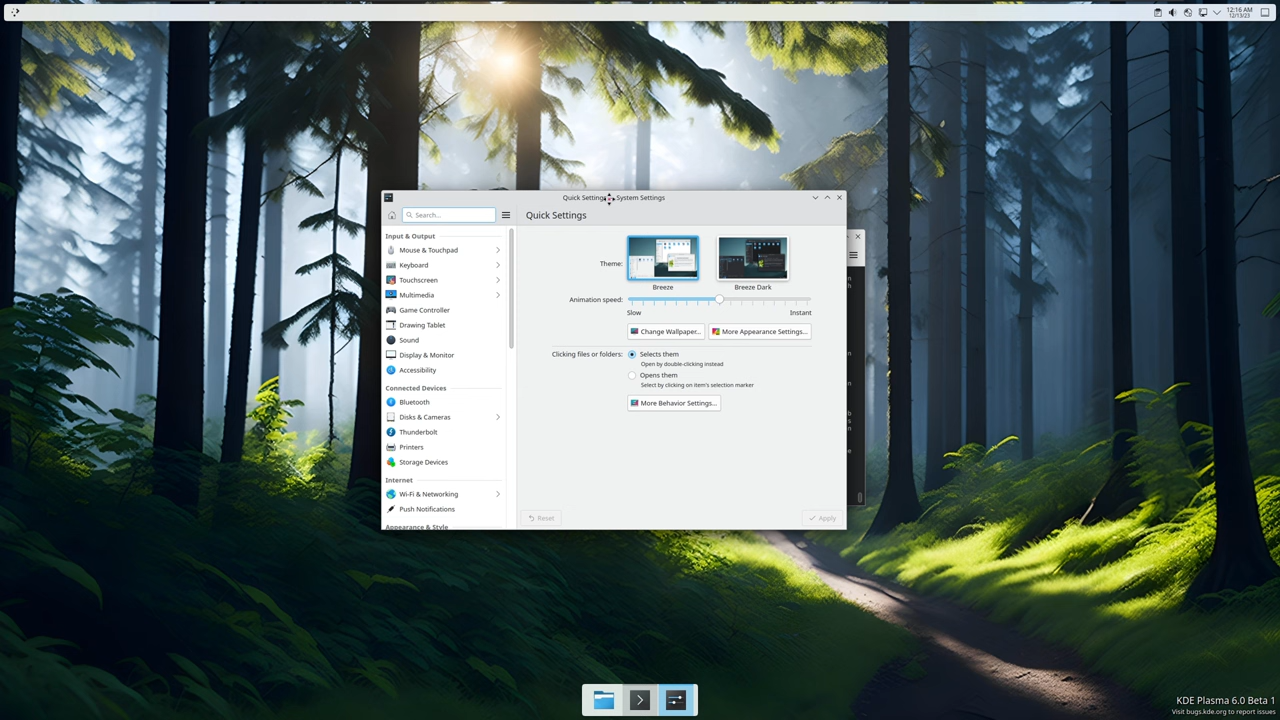 12:16 AM
12/13/23
Quick Settings — System Settings
Search...
Quick Settings
Input & Output
Mouse & Touchpad
Keyboard
Touchscreen
Multimedia
Game Controller
Drawing Tablet
Sound
Display & Monitor
Accessibility
Connected Devices
Bluetooth
Disks & Cameras
Thunderbolt
Printers
Storage Devices
Internet
Wi-Fi & Networking
Push Notifications
Appearance & Style
Theme:
Breeze
Breeze Dark
Animation speed:
Slow
Instant
Change Wallpaper...
More Appearance Settings...
Clicking files or folders:
Selects them
Open by double-clicking instead
Opens them
Select by clicking on item's selection marker
More Behavior Settings...
Reset
Apply
KDE Plasma 6.0 Beta 1
Visit bugs.kde.org to report issues